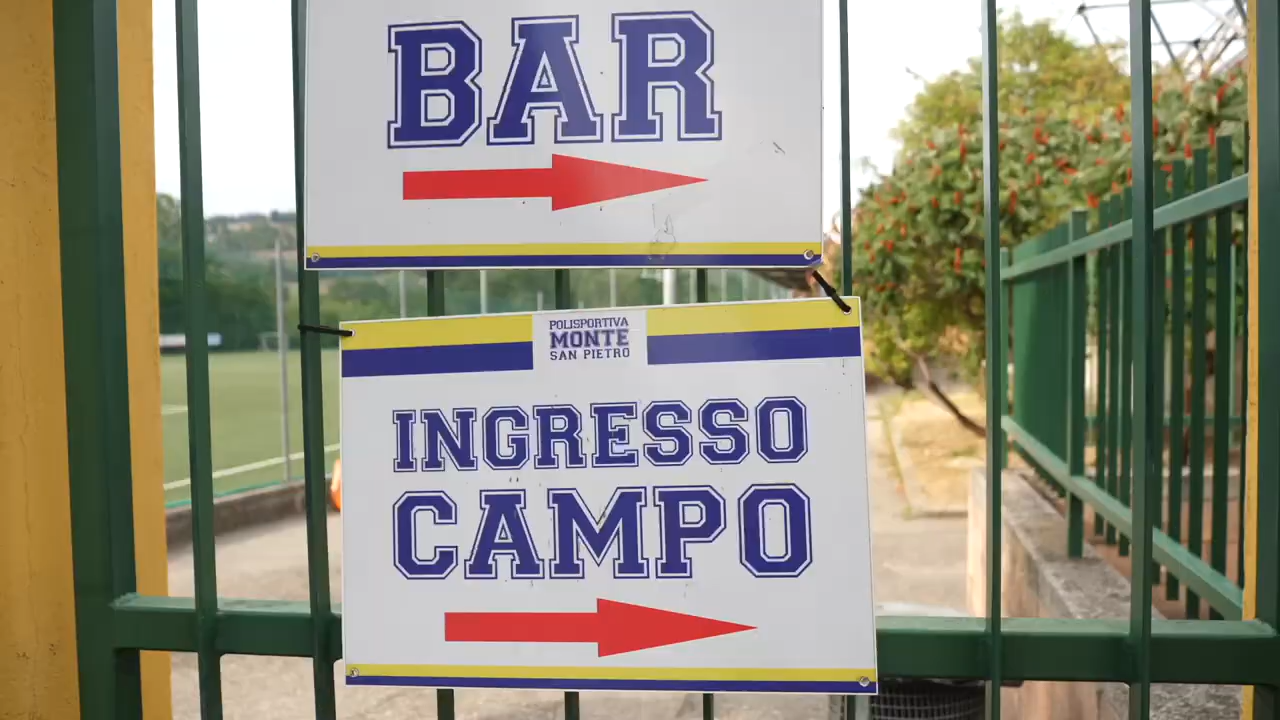 BAR
POLISPORTIVA
MONTE
SAN PIETRO
INGRESSO
CAMPO